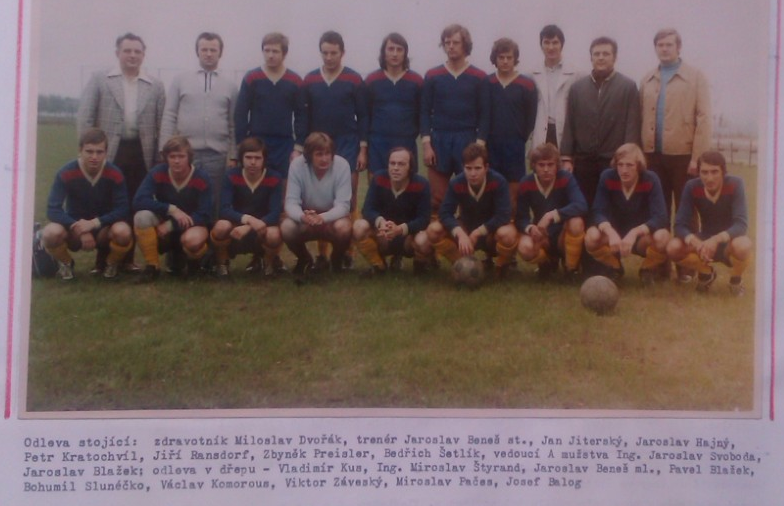 Odleva stojící: zdravotník Miloslav Dvořák, trenér Jaroslav Beneš st., Jan Jiterský, Jaroslav Hajný,
Petr Kratochvíl, Jiří Ransdorf, Zbyněk Preisler, Bedřich Šetlík, vedoucí A mužstva Ing. Jaroslav Svoboda,
Jaroslav Blažek; odleva v dřepu - Vladimír Kus, Ing. Miroslav Štyrand, Jaroslav Beneš ml., Pavel Blažek,
Bohumil Slunéčko, Václav Komorous, Viktor Záveský, Miroslav Pačes, Josef Balog